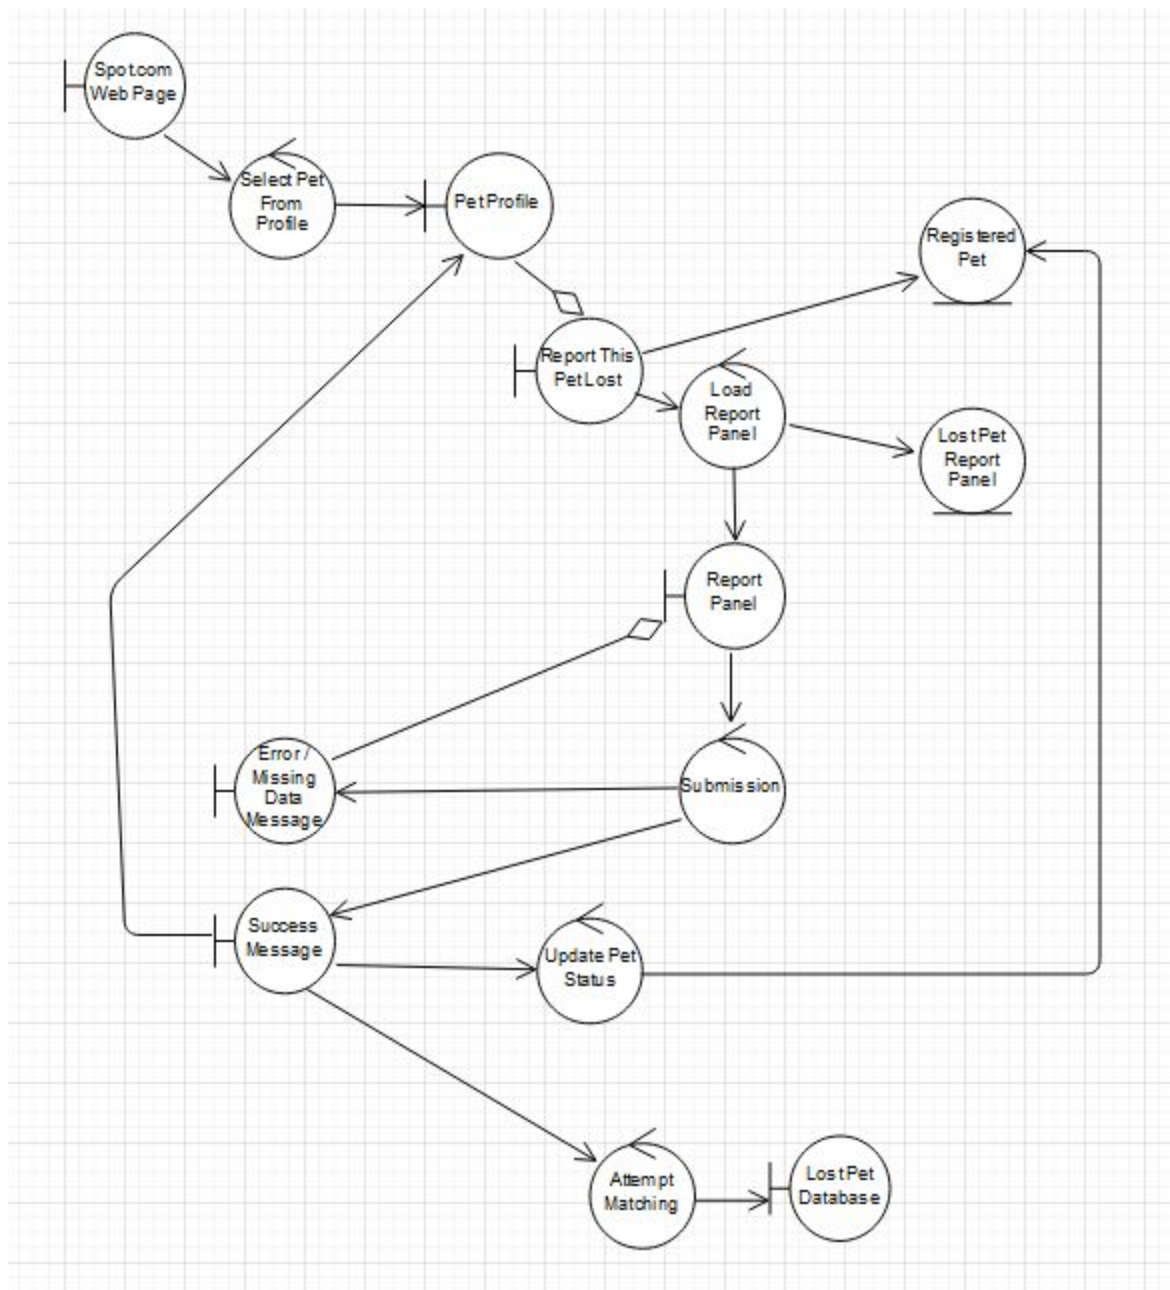 Spot.com
Web Page
Select Pet
From
Profile
Pet Profile
Registered
Pet
Report This
Pet Lost
Load
Report
Panel
Lost Pet
Report
Panel
Report
Panel
Error /
Missing
Data
Message
Submission
Success
Message
Update Pet
Status
Attempt
Matching
Lost Pet
Database